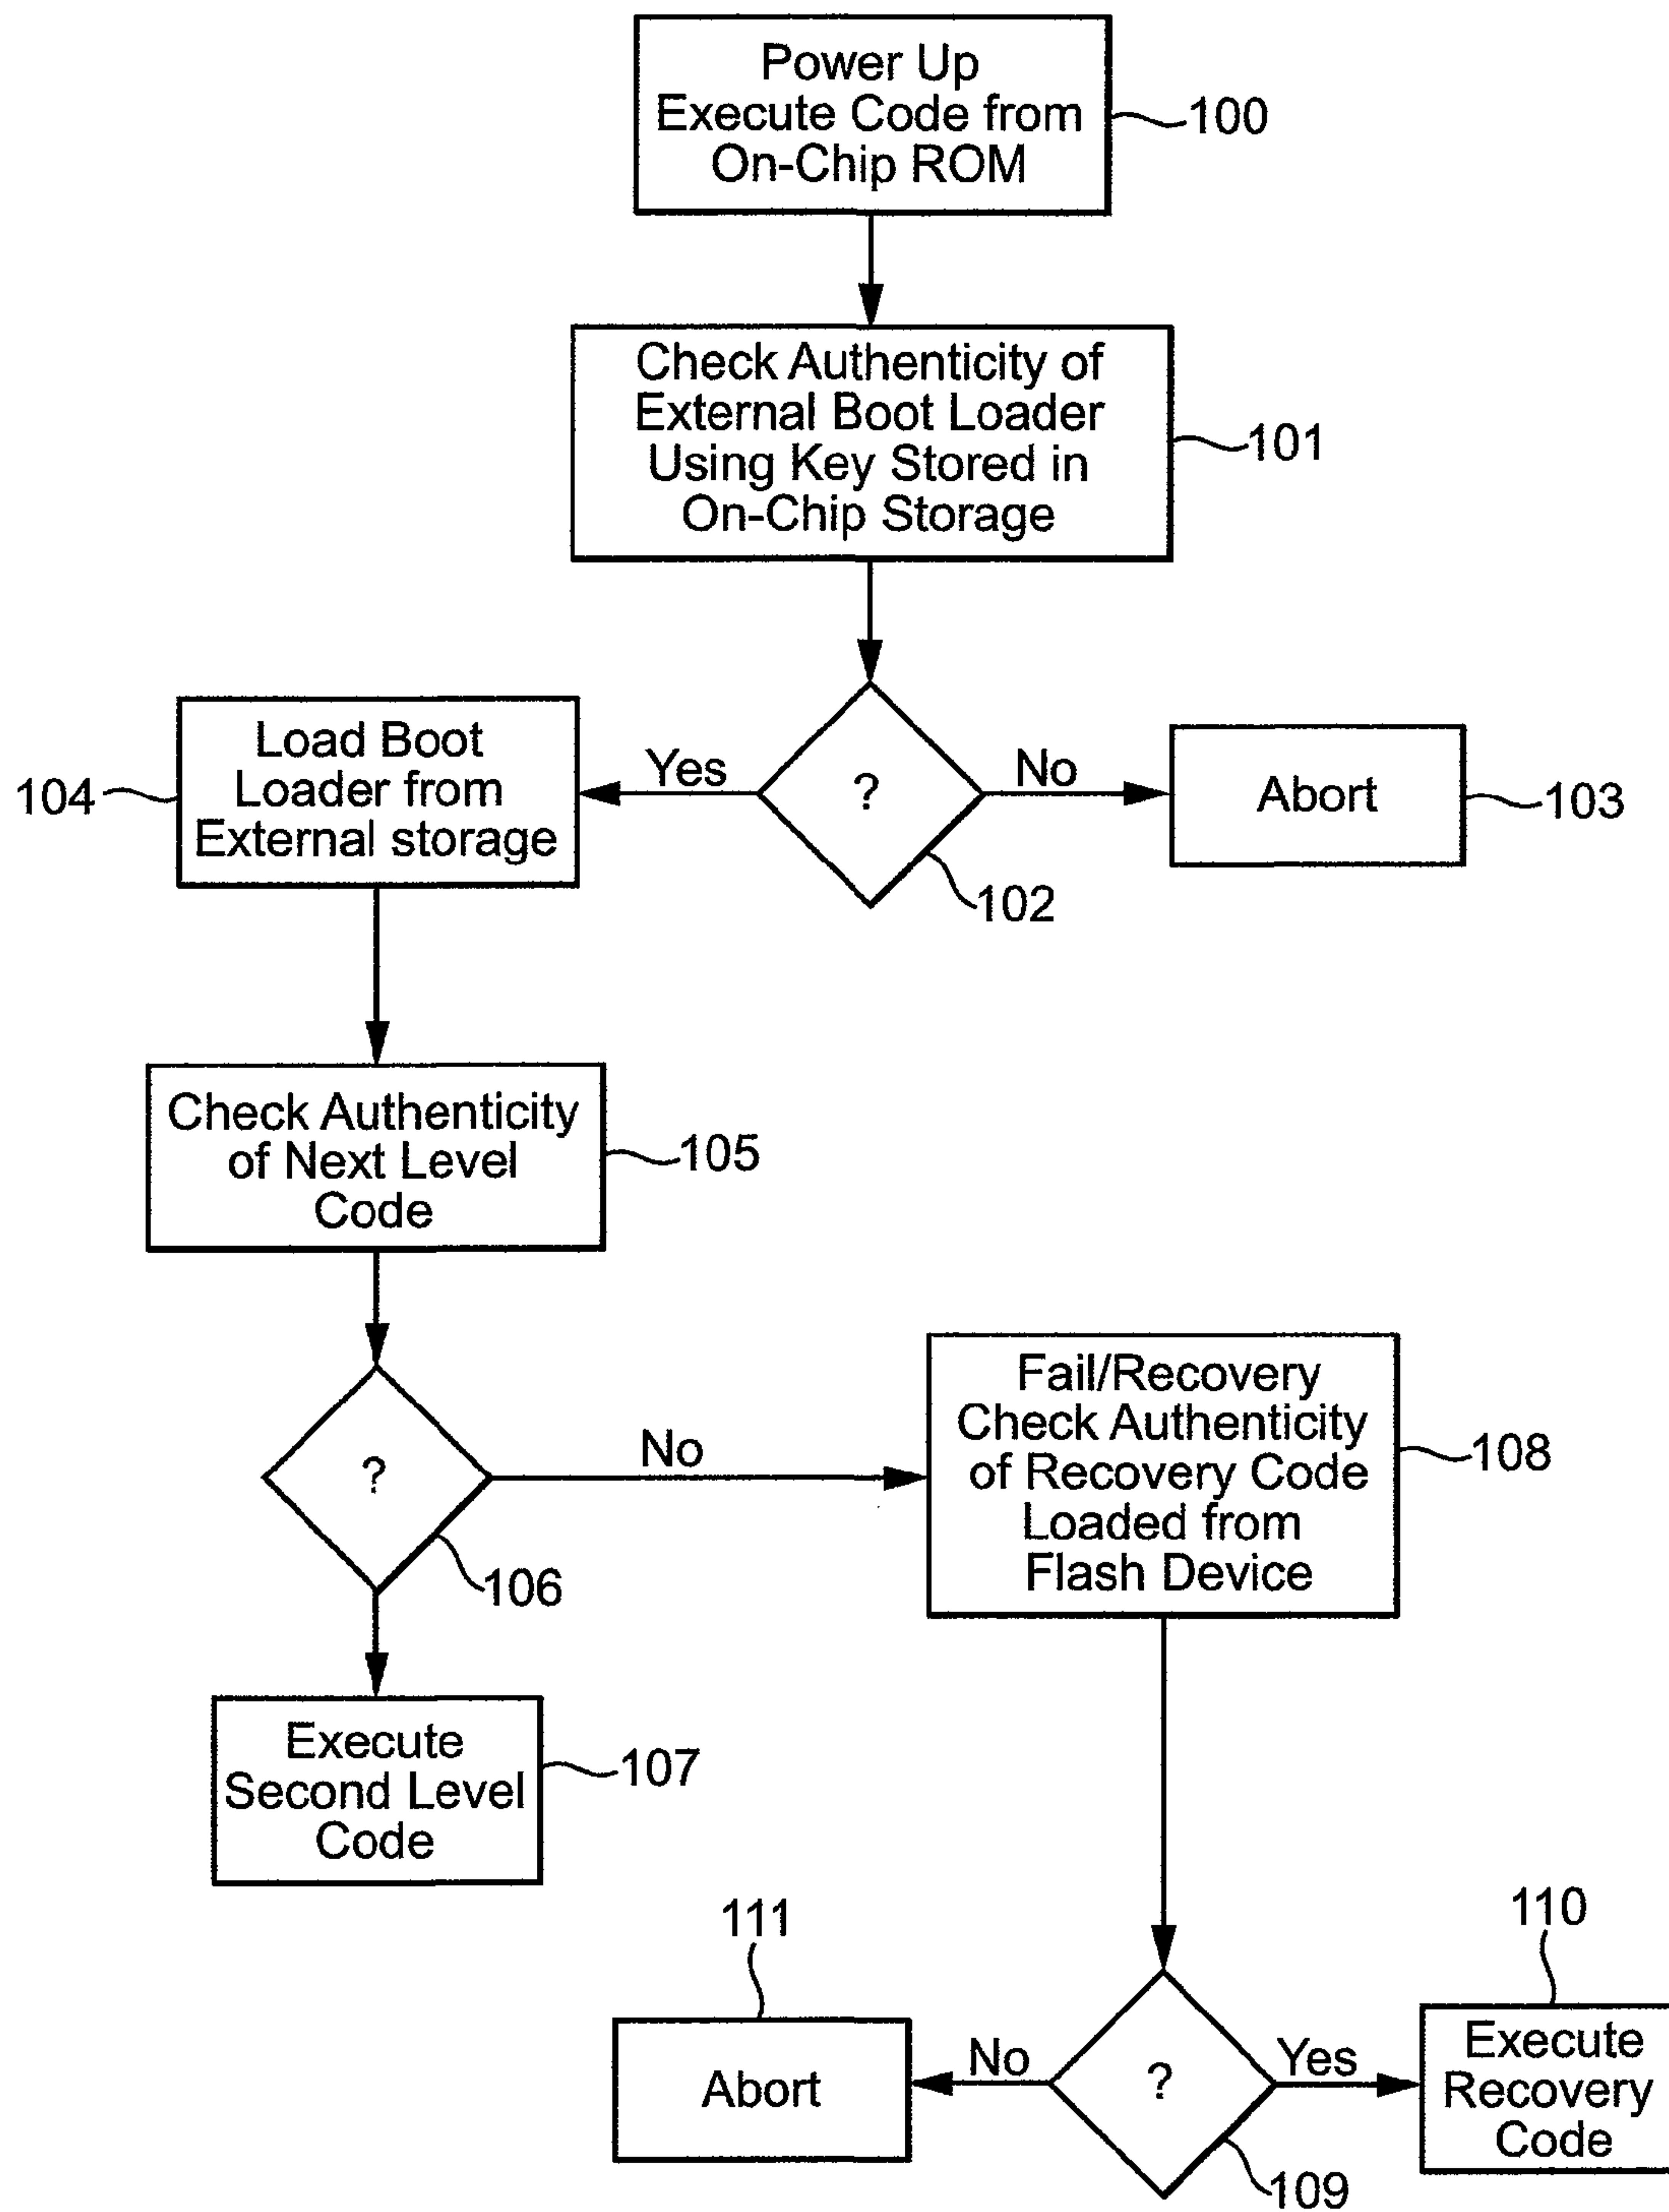 Power Up
Execute Code from
On-Chip ROM
100
Check Authenticity of
External Boot Loader
Using Key Stored in
On-Chip Storage
101
Load Boot
Loader from
External storage
104
Yes
?
No
102
Abort
103
Check Authenticity
of Next Level
Code
105
?
No
106
Fail/Recovery
Check Authenticity
of Recovery Code
Loaded from
Flash Device
108
Execute
Second Level
Code
107
111
Abort
No
?
Yes
109
110
Execute
Recovery
Code